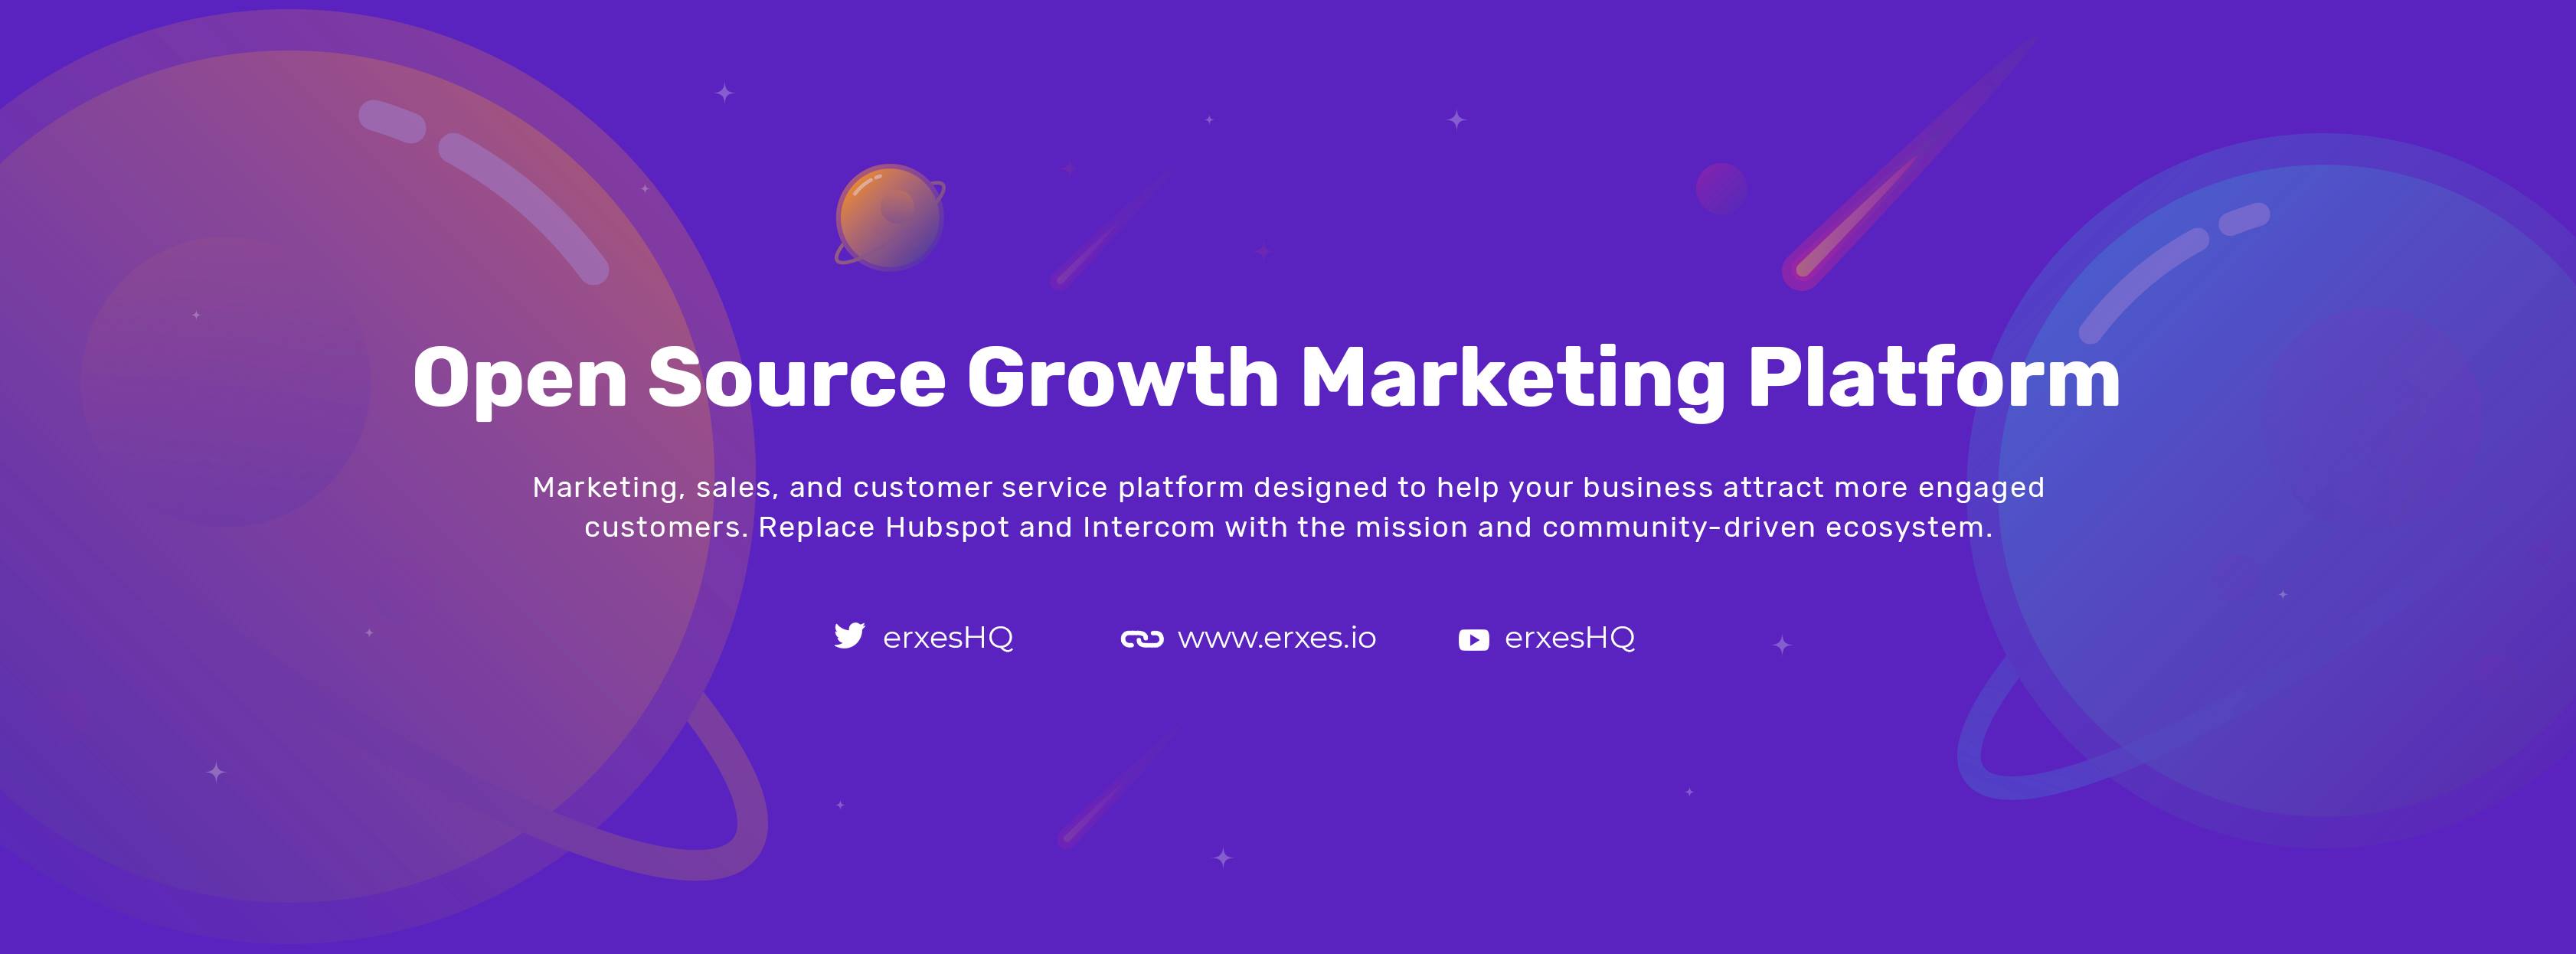 Open Source Growth Marketing Platform
Marketing, sales, and customer service platform designed to help your business attract more engaged
customers. Replace Hubspot and Intercom with the mission and community-driven ecosystem.
erxesHQ www.erxes.io erxesHQ